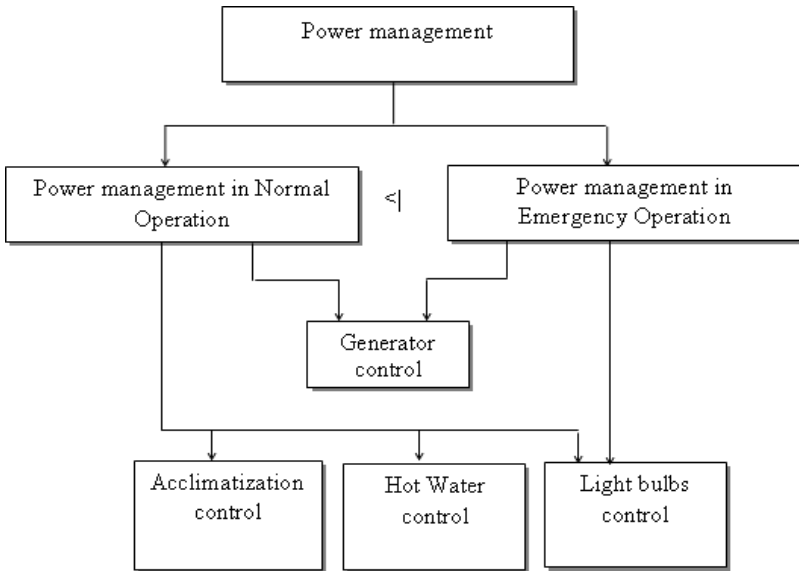 Power management
Power management in Normal
Operation
<|
Power management in
Emergency Operation
Generator
control
Acclimatization
control
Hot Water
control
Light bulbs
control